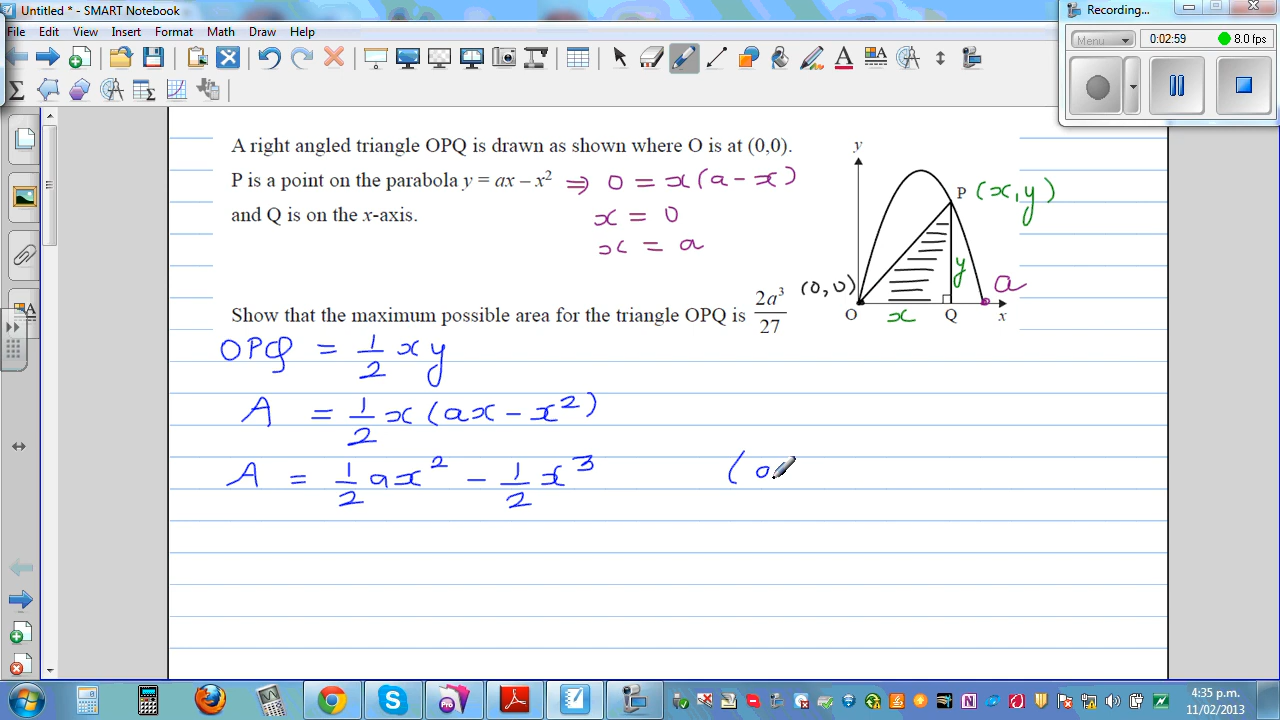 Untitled * - SMART Notebook
File Edit View Insert Format Math Draw Help
Recording...
Menu 0:02:59 8.0 fps
A right angled triangle OPQ is drawn as shown where O is at (0,0).
P is a point on the parabola y = ax – x² ⇒ 0 = x(a – x)
and Q is on the x-axis.
x = 0
x = a
y
P (x, y)
y
(0, 0)
a
O x Q x
Show that the maximum possible area for the triangle OPQ is 2a³/27
OPQ = 1/2 x y
A = 1/2 x (ax – x²)
A = 1/2 ax² – 1/2 x³ (a
4:35 p.m.
11/02/2013